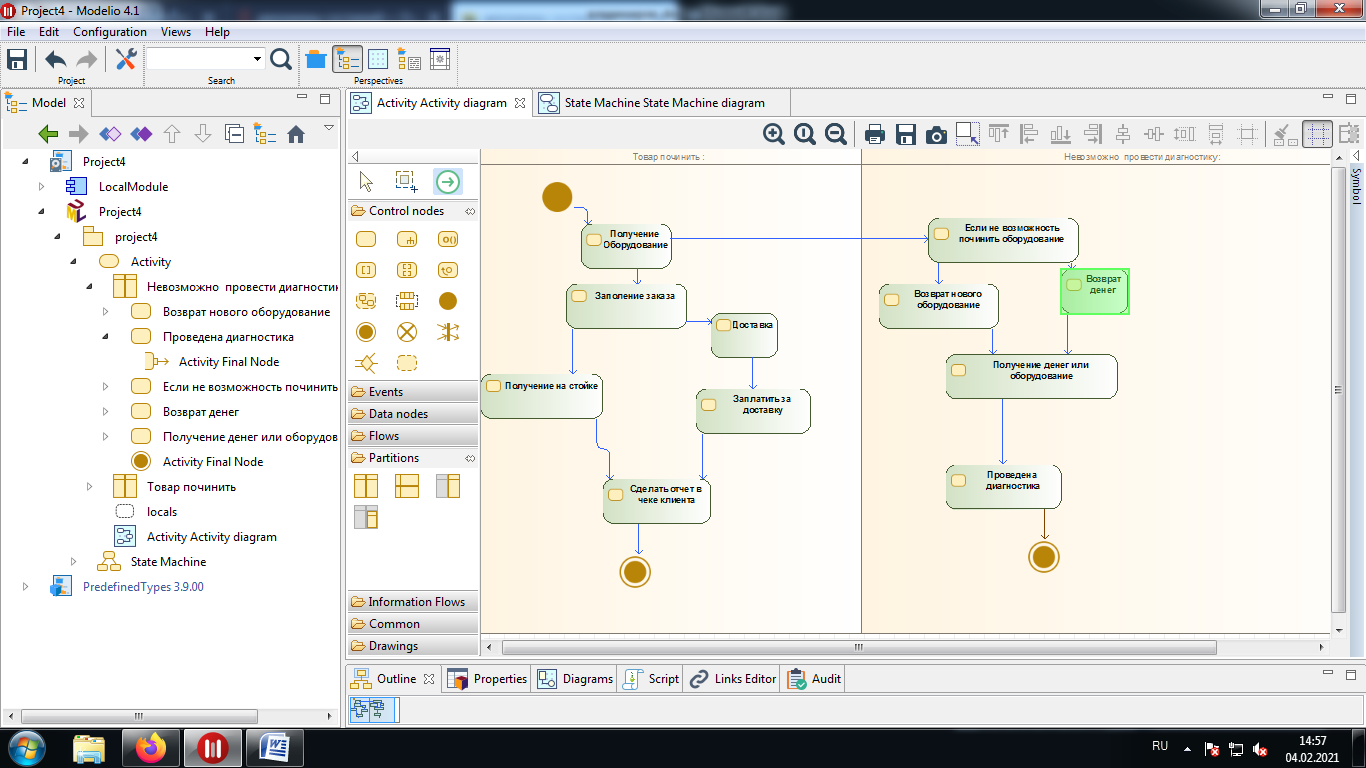 Project4 - Modelio 4.1
File Edit Configuration Views Help
Project Search Perspectives
Model
Activity Activity diagram
State Machine State Machine diagram
Project4
LocalModule
Project4
project4
Activity
Невозможно провести диагностик
Возврат нового оборудование
Проведена диагностика
Activity Final Node
Если не возможность починить
Возврат денег
Получение денег или оборудов
Activity Final Node
Товар починить
locals
Activity Activity diagram
State Machine
PredefinedTypes 3.9.00
Control nodes
Events
Data nodes
Flows
Partitions
Information Flows
Common
Drawings
Товар починить :
Получение
Оборудование
Заполение заказа
Доставка
Получение на стойке
Заплатить за
доставку
Сделать отчет в
чеке клиента
Невозможно провести диагностику:
Если не возможность
починить оборудование
Возврат нового
оборудование
Возврат
денег
Получение денег или
оборудование
Проведена
диагностика
Symbol
Outline
Properties
Diagrams
Script
Links Editor
Audit
RU
14:57
04.02.2021